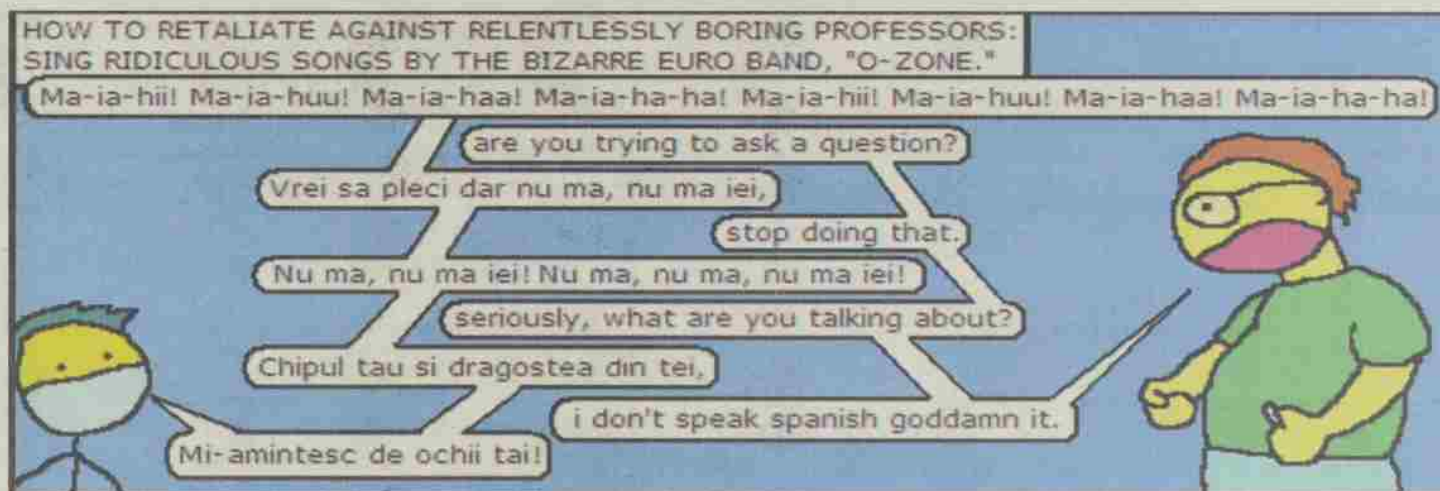 HOW TO RETALIATE AGAINST RELENTLESSLY BORING PROFESSORS:
SING RIDICULOUS SONGS BY THE BIZARRE EURO BAND, "O-ZONE."
Ma-ia-hii! Ma-ia-huu! Ma-ia-haa! Ma-ia-ha-ha! Ma-ia-hii! Ma-ia-huu! Ma-ia-haa! Ma-ia-ha-ha!
are you trying to ask a question?
Vrei sa pleci dar nu ma, nu ma iei,
stop doing that.
Nu ma, nu ma iei! Nu ma, nu ma, nu ma iei!
seriously, what are you talking about?
Chipul tau si dragostea din tei,
i don't speak spanish goddamn it.
Mi-amintesc de ochii tai!